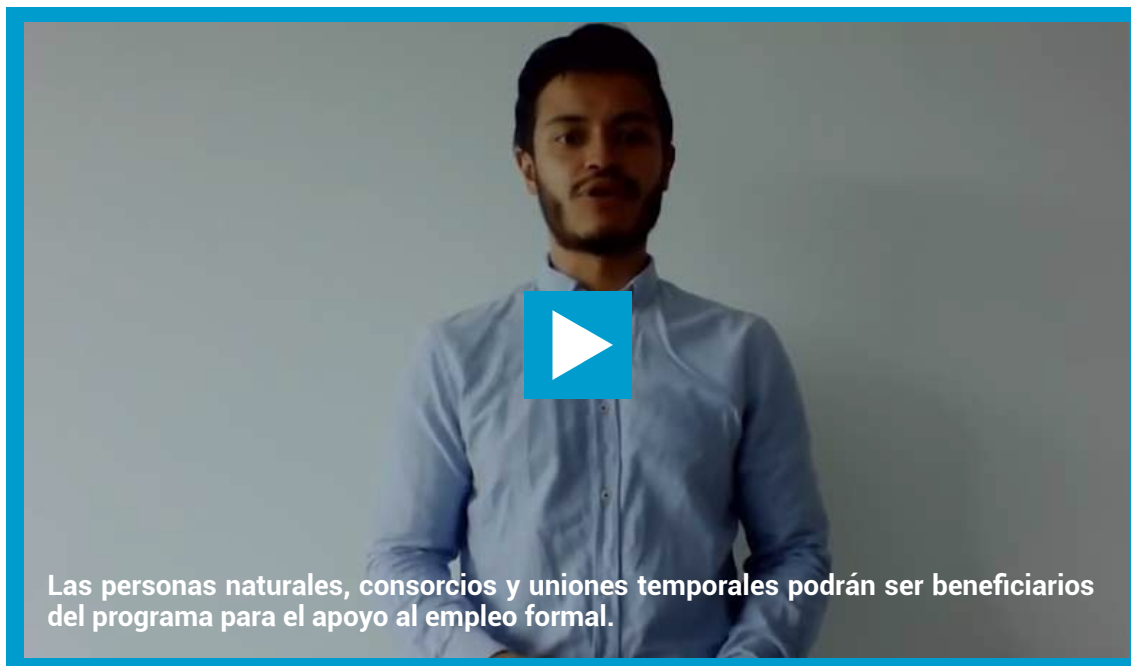 Las personas naturales, consorcios y uniones temporales podrán ser beneficiarios
del programa para el apoyo al empleo formal.